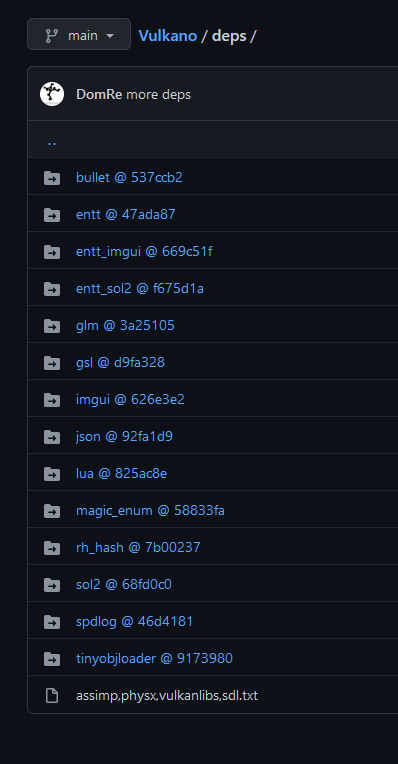 main Vulkano / deps /
DomRe more deps
..
bullet @ 537ccb2
entt @ 47ada87
entt_imgui @ 669c51f
entt_sol2 @ f675d1a
glm @ 3a25105
gsl @ d9fa328
imgui @ 626e3e2
json @ 92fa1d9
lua @ 825ac8e
magic_enum @ 58833fa
rh_hash @ 7b00237
sol2 @ 68fd0c0
spdlog @ 46d4181
tinyobjloader @ 9173980
assimp,physx,vulkanlibs,sdl.txt